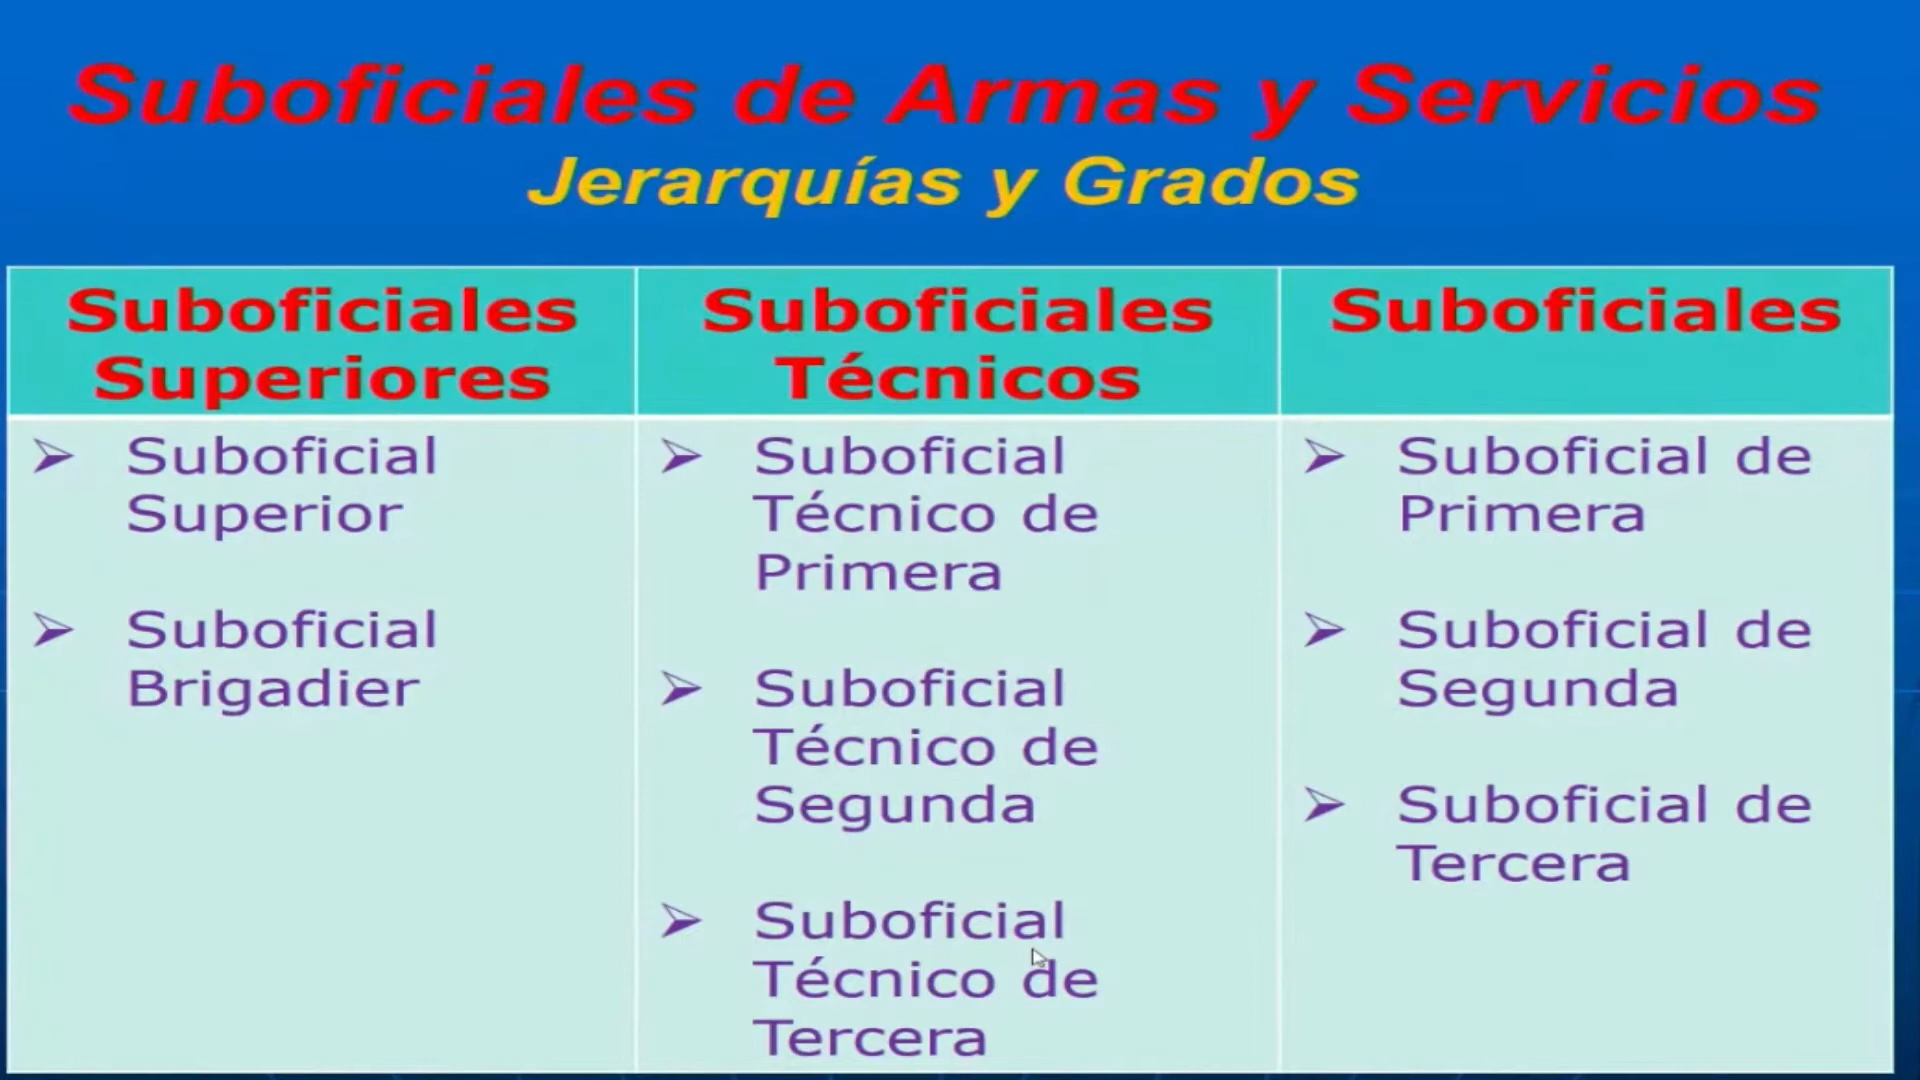 Suboficiales de Armas y Servicios
Jerarquías y Grados
Suboficiales
Superiores
Suboficiales
Técnicos
Suboficiales
Suboficial
Superior
Suboficial
Brigadier
Suboficial
Técnico de
Primera
Suboficial
Técnico de
Segunda
Suboficial
Técnico de
Tercera
Suboficial de
Primera
Suboficial de
Segunda
Suboficial de
Tercera